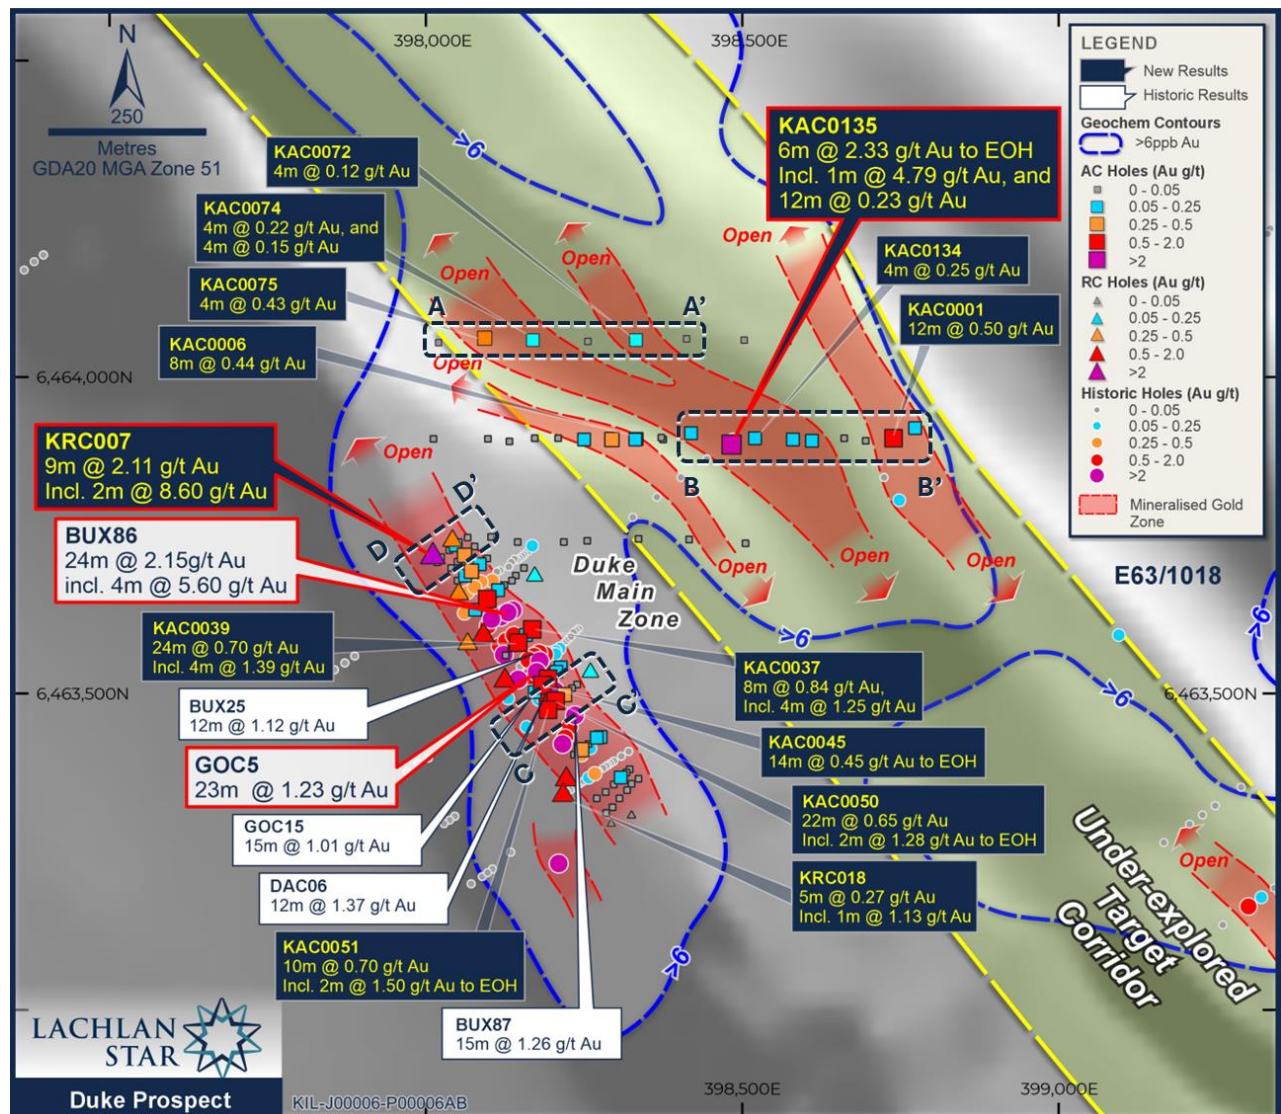 398,000E
398,500E
N
250
Metres
GDA20 MGA Zone 51
LEGEND
New Results
Historic Results
Geochem Contours
>6ppb Au
AC Holes (Au g/t)
0 - 0.05
0.05 - 0.25
0.25 - 0.5
0.5 - 2.0
>2
RC Holes (Au g/t)
0 - 0.05
0.05 - 0.25
0.25 - 0.5
0.5 - 2.0
>2
Historic Holes (Au g/t)
0 - 0.05
0.05 - 0.25
0.25 - 0.5
0.5 - 2.0
>2
Mineralised Gold
Zone
>6
KAC0072
4m @ 0.12 g/t Au
KAC0074
4m @ 0.22 g/t Au, and
4m @ 0.15 g/t Au
KAC0075
4m @ 0.43 g/t Au
KAC0006
8m @ 0.44 g/t Au
KAC0135
6m @ 2.33 g/t Au to EOH
Incl. 1m @ 4.79 g/t Au, and
12m @ 0.23 g/t Au
KAC0134
4m @ 0.25 g/t Au
KAC0001
12m @ 0.50 g/t Au
Open
Open
Open
A
A'
Open
6,464,000N
Open
B
B'
KRC007
9m @ 2.11 g/t Au
Incl. 2m @ 8.60 g/t Au
D
D'
BUX86
24m @ 2.15g/t Au
incl. 4m @ 5.60 g/t Au
Duke
Main
Zone
Open
Open
Open
E63/1018
>6
>6
>6
KAC0039
24m @ 0.70 g/t Au
Incl. 4m @ 1.39 g/t Au
KAC0037
8m @ 0.84 g/t Au,
Incl. 4m @ 1.25 g/t Au
6,463,500N
6,463,500N
BUX25
12m @ 1.12 g/t Au
C
C'
KAC0045
14m @ 0.45 g/t Au to EOH
GOC5
23m @ 1.23 g/t Au
KAC0050
22m @ 0.65 g/t Au
Incl. 2m @ 1.28 g/t Au to EOH
GOC15
15m @ 1.01 g/t Au
KRC018
5m @ 0.27 g/t Au
Incl. 1m @ 1.13 g/t Au
DAC06
12m @ 1.37 g/t Au
Open
Under-explored
Target
Corridor
KAC0051
10m @ 0.70 g/t Au
Incl. 2m @ 1.50 g/t Au to EOH
>6
BUX87
15m @ 1.26 g/t Au
LACHLAN
STAR
Duke Prospect
KIL-J00006-P00006AB
398,500E
399,000E